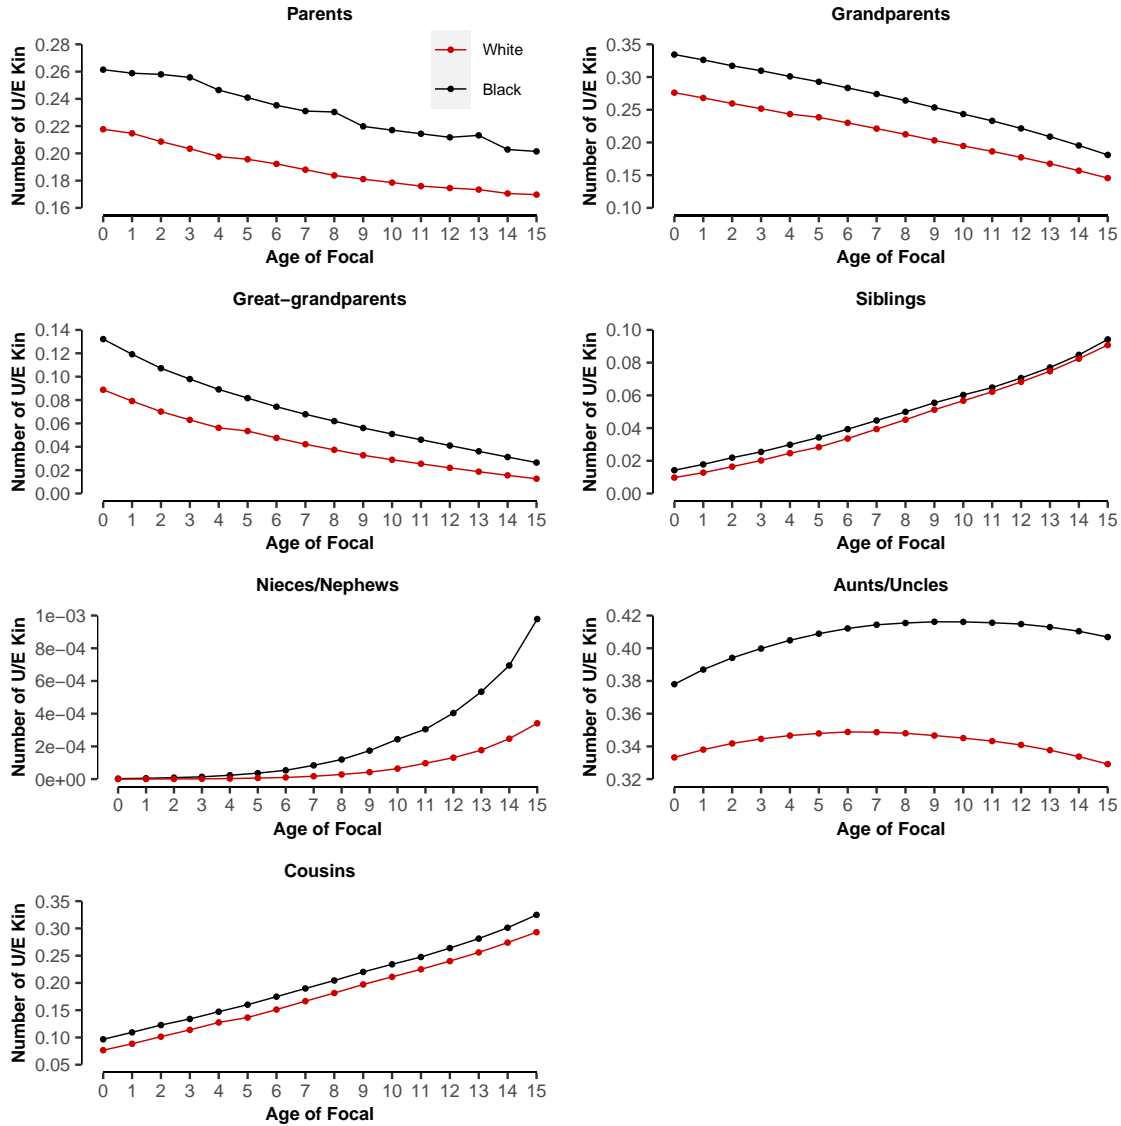 Parents
Number of U/E Kin
0.28
0.26
0.24
0.22
0.20
0.18
0.16
White
Black
0 1 2 3 4 5 6 7 8 9 10 11 12 13 14 15
Age of Focal
Grandparents
Number of U/E Kin
0.35
0.30
0.25
0.20
0.15
0.10
0 1 2 3 4 5 6 7 8 9 10 11 12 13 14 15
Age of Focal
Great−grandparents
Number of U/E Kin
0.14
0.12
0.10
0.08
0.06
0.04
0.02
0.00
0 1 2 3 4 5 6 7 8 9 10 11 12 13 14 15
Age of Focal
Siblings
Number of U/E Kin
0.10
0.08
0.06
0.04
0.02
0.00
0 1 2 3 4 5 6 7 8 9 10 11 12 13 14 15
Age of Focal
Nieces/Nephews
Number of U/E Kin
1e−03
8e−04
6e−04
4e−04
2e−04
0e+00
0 1 2 3 4 5 6 7 8 9 10 11 12 13 14 15
Age of Focal
Aunts/Uncles
Number of U/E Kin
0.42
0.40
0.38
0.36
0.34
0.32
0 1 2 3 4 5 6 7 8 9 10 11 12 13 14 15
Age of Focal
Cousins
Number of U/E Kin
0.35
0.30
0.25
0.20
0.15
0.10
0.05
0 1 2 3 4 5 6 7 8 9 10 11 12 13 14 15
Age of Focal